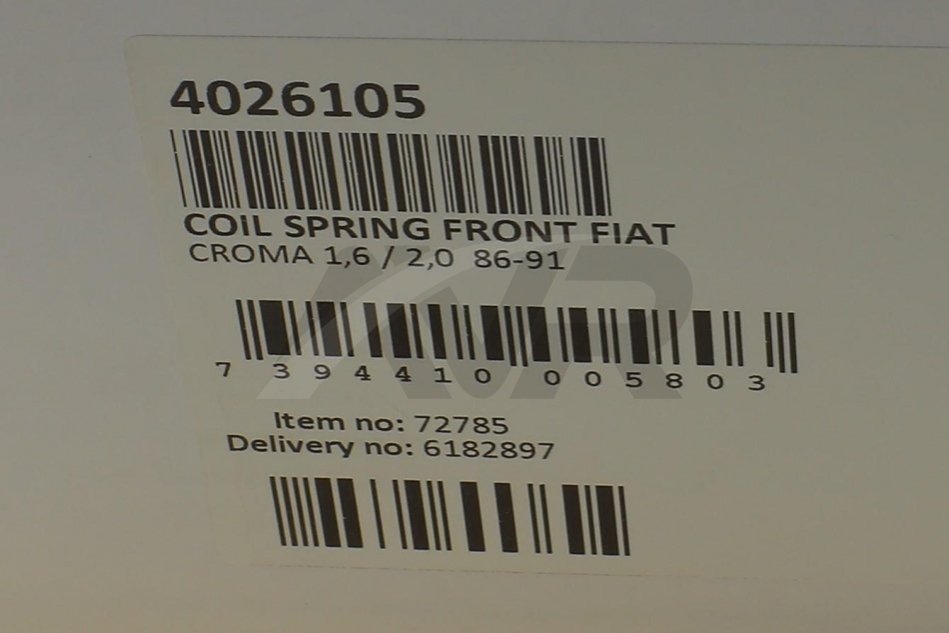 4026105
COIL SPRING FRONT FIAT
CROMA 1,6 / 2,0 86-91
7 394410 005803
Item no: 72785
Delivery no: 6182897